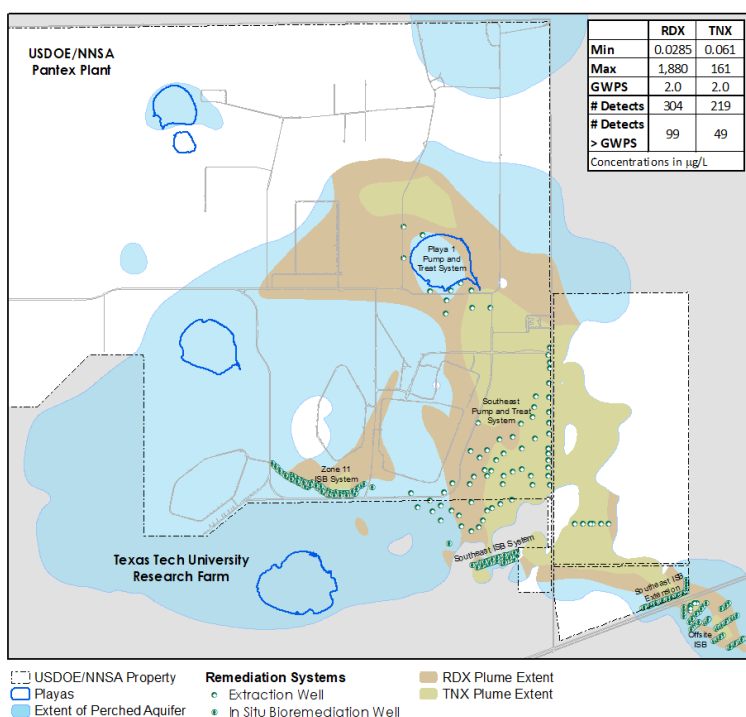 USDOE/NNSA
Pantex Plant
RDX TNX
Min 0.0285 0.061
Max 1,880 161
GWPS 2.0 2.0
# Detects 304 219
# Detects
> GWPS 99 49
Concentrations in µg/L
Playa 1
Pump and
Treat System
Southeast
Pump and Treat
System
Zone 11
ISB System
Southeast ISB System
Texas Tech University
Research Farm
Southeast ISB
Extension
Offsite
ISB
USDOE/NNSA Property
Playas
Extent of Perched Aquifer
Remediation Systems
Extraction Well
In Situ Bioremediation Well
RDX Plume Extent
TNX Plume Extent